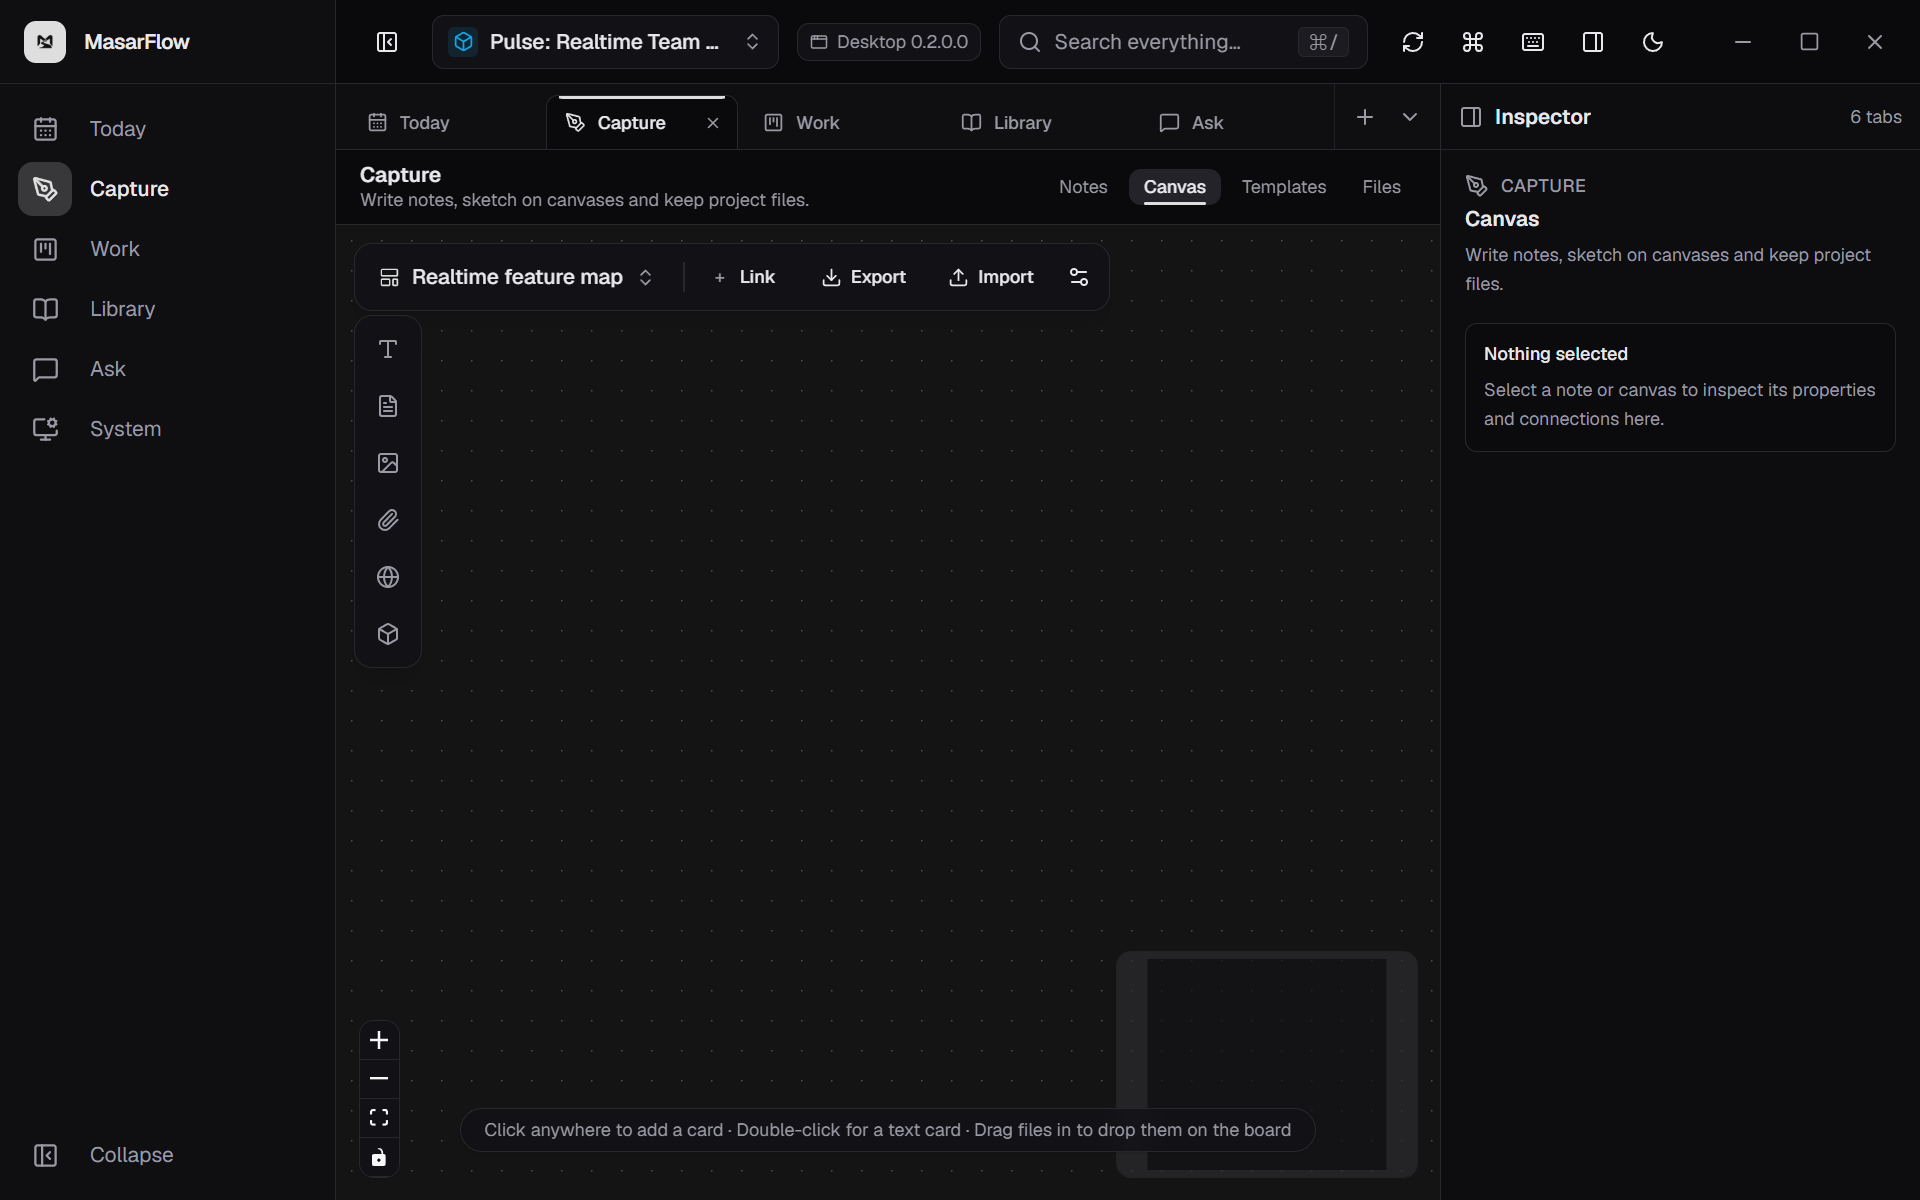 MasarFlow
Pulse: Realtime Team ...
Desktop 0.2.0.0
Search everything...
⌘/
Today
Capture
Work
Library
Ask
System
Collapse
Today
Capture
Work
Library
Ask
Capture
Write notes, sketch on canvases and keep project files.
Notes
Canvas
Templates
Files
Realtime feature map
+ Link
Export
Import
Click anywhere to add a card · Double-click for a text card · Drag files in to drop them on the board
Inspector
6 tabs
CAPTURE
Canvas
Write notes, sketch on canvases and keep project
files.
Nothing selected
Select a note or canvas to inspect its properties
and connections here.